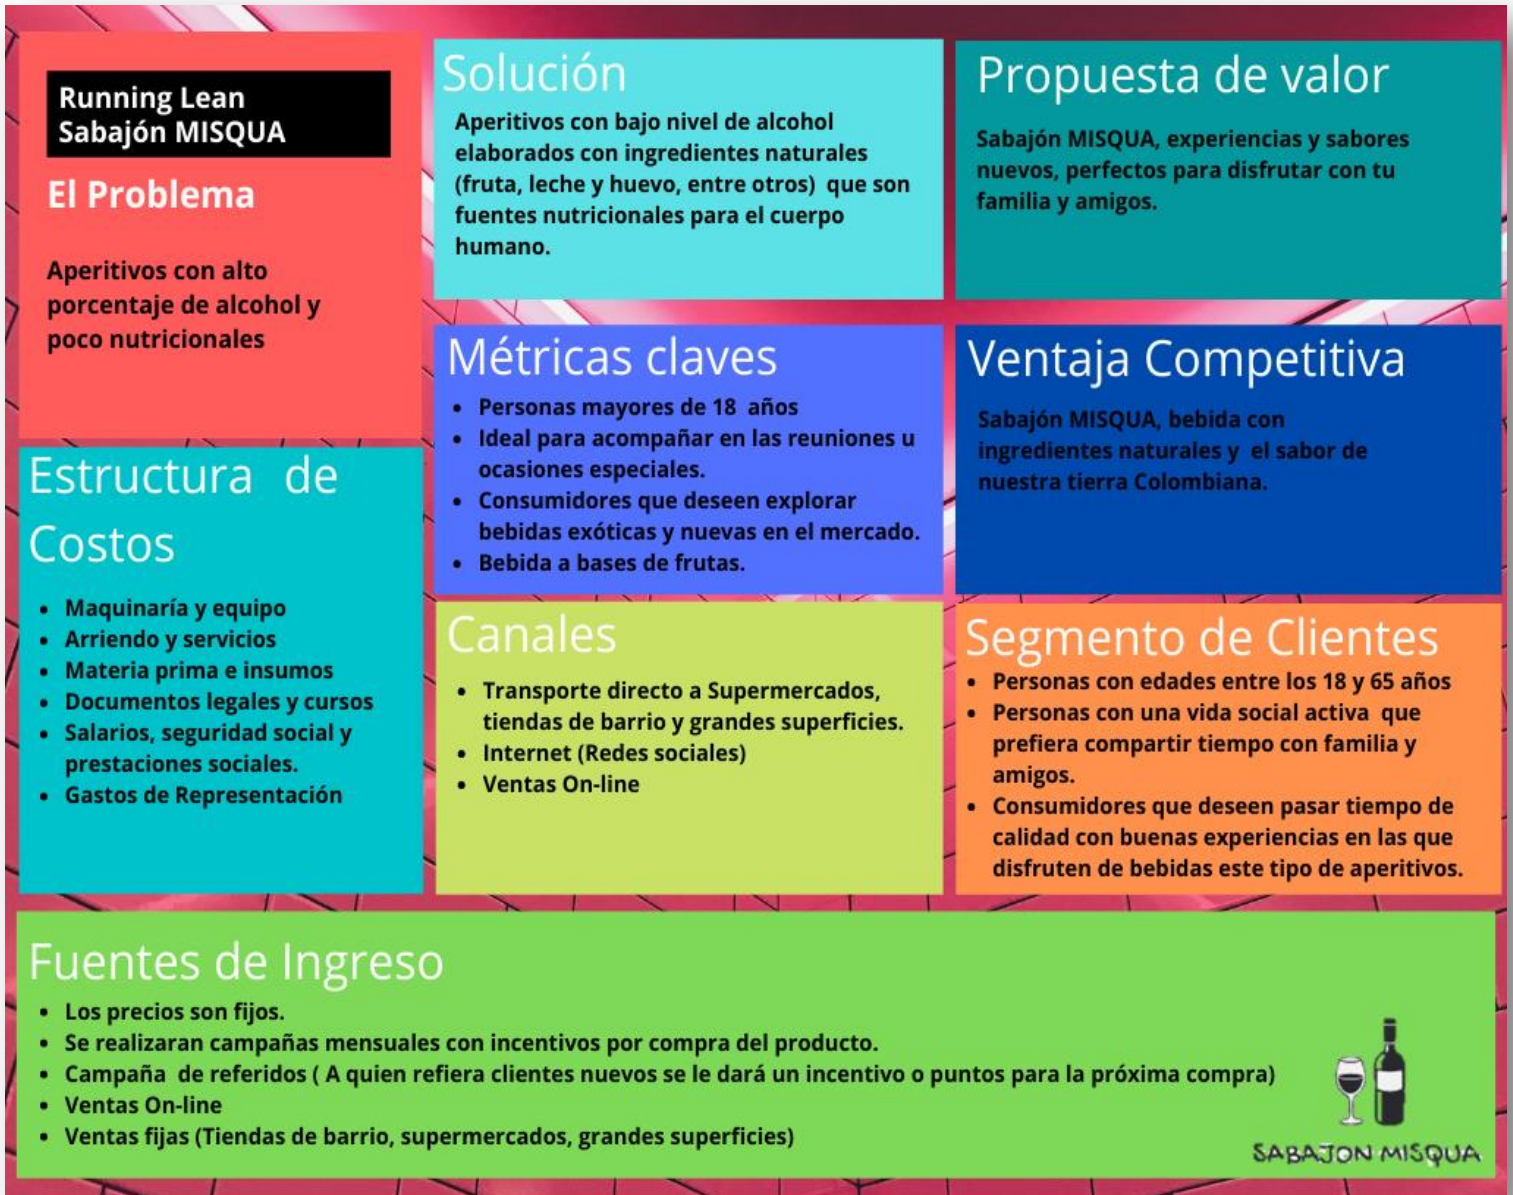 Running Lean
Sabajón MISQUA
El Problema
Aperitivos con alto
porcentaje de alcohol y
poco nutricionales
Solución
Aperitivos con bajo nivel de alcohol
elaborados con ingredientes naturales
(fruta, leche y huevo, entre otros) que son
fuentes nutricionales para el cuerpo
humano.
Propuesta de valor
Sabajón MISQUA, experiencias y sabores
nuevos, perfectos para disfrutar con tu
familia y amigos.
Métricas claves
• Personas mayores de 18 años
• Ideal para acompañar en las reuniones u
ocasiones especiales.
• Consumidores que deseen explorar
bebidas exóticas y nuevas en el mercado.
• Bebida a bases de frutas.
Ventaja Competitiva
Sabajón MISQUA, bebida con
ingredientes naturales y el sabor de
nuestra tierra Colombiana.
Estructura de
Costos
• Maquinaría y equipo
• Arriendo y servicios
• Materia prima e insumos
• Documentos legales y cursos
• Salarios, seguridad social y
prestaciones sociales.
• Gastos de Representación
Canales
• Transporte directo a Supermercados,
tiendas de barrio y grandes superficies.
• Internet (Redes sociales)
• Ventas On-line
Segmento de Clientes
• Personas con edades entre los 18 y 65 años
• Personas con una vida social activa que
prefiera compartir tiempo con familia y
amigos.
• Consumidores que deseen pasar tiempo de
calidad con buenas experiencias en las que
disfruten de bebidas este tipo de aperitivos.
Fuentes de Ingreso
• Los precios son fijos.
• Se realizaran campañas mensuales con incentivos por compra del producto.
• Campaña de referidos ( A quien refiera clientes nuevos se le dará un incentivo o puntos para la próxima compra)
• Ventas On-line
• Ventas fijas (Tiendas de barrio, supermercados, grandes superficies)
SABAJON MISQUA